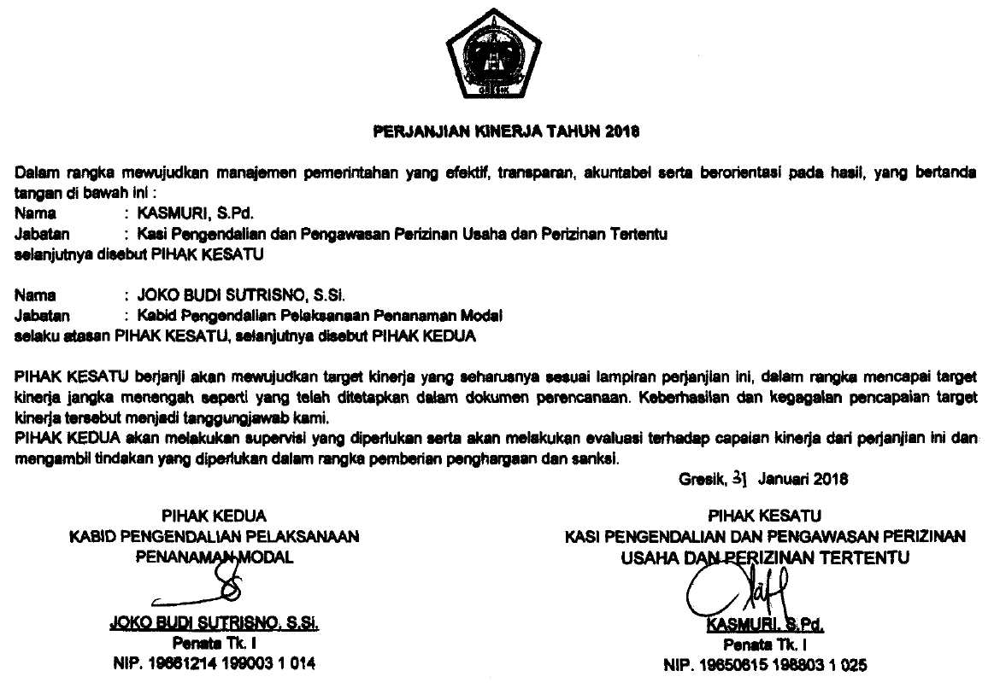 GRESIK
PERJANJIAN KINERJA TAHUN 2018
Dalam rangka mewujudkan manajemen pemerintahan yang efektif, transparan, akuntabel serta berorientasi pada hasil, yang bertanda
tangan di bawah ini :
Nama : KASMURI, S.Pd.
Jabatan : Kasi Pengendalian dan Pengawasan Perizinan Usaha dan Perizinan Tertentu
selanjutnya disebut PIHAK KESATU
Nama : JOKO BUDI SUTRISNO, S.Si.
Jabatan : Kabid Pengendalian Pelaksanaan Penanaman Modal
selaku atasan PIHAK KESATU, selanjutnya disebut PIHAK KEDUA
PIHAK KESATU berjanji akan mewujudkan target kinerja yang seharusnya sesuai lampiran perjanjian ini, dalam rangka mencapai target
kinerja jangka menengah seperti yang telah ditetapkan dalam dokumen perencanaan. Keberhasilan dan kegagalan pencapaian target
kinerja tersebut menjadi tanggungjawab kami.
PIHAK KEDUA akan melakukan supervisi yang diperlukan serta akan melakukan evaluasi terhadap capaian kinerja dari perjanjian ini dan
mengambil tindakan yang diperlukan dalam rangka pemberian penghargaan dan sanksi.
Gresik, 31 Januari 2018
PIHAK KEDUA
KABID PENGENDALIAN PELAKSANAAN
PENANAMAN MODAL
JOKO BUDI SUTRISNO, S.Si.
Penata Tk. I
NIP. 19661214 199003 1 014
PIHAK KESATU
KASI PENGENDALIAN DAN PENGAWASAN PERIZINAN
USAHA DAN PERIZINAN TERTENTU
KASMURI, S.Pd.
Penata Tk. I
NIP. 19650615 198803 1 025